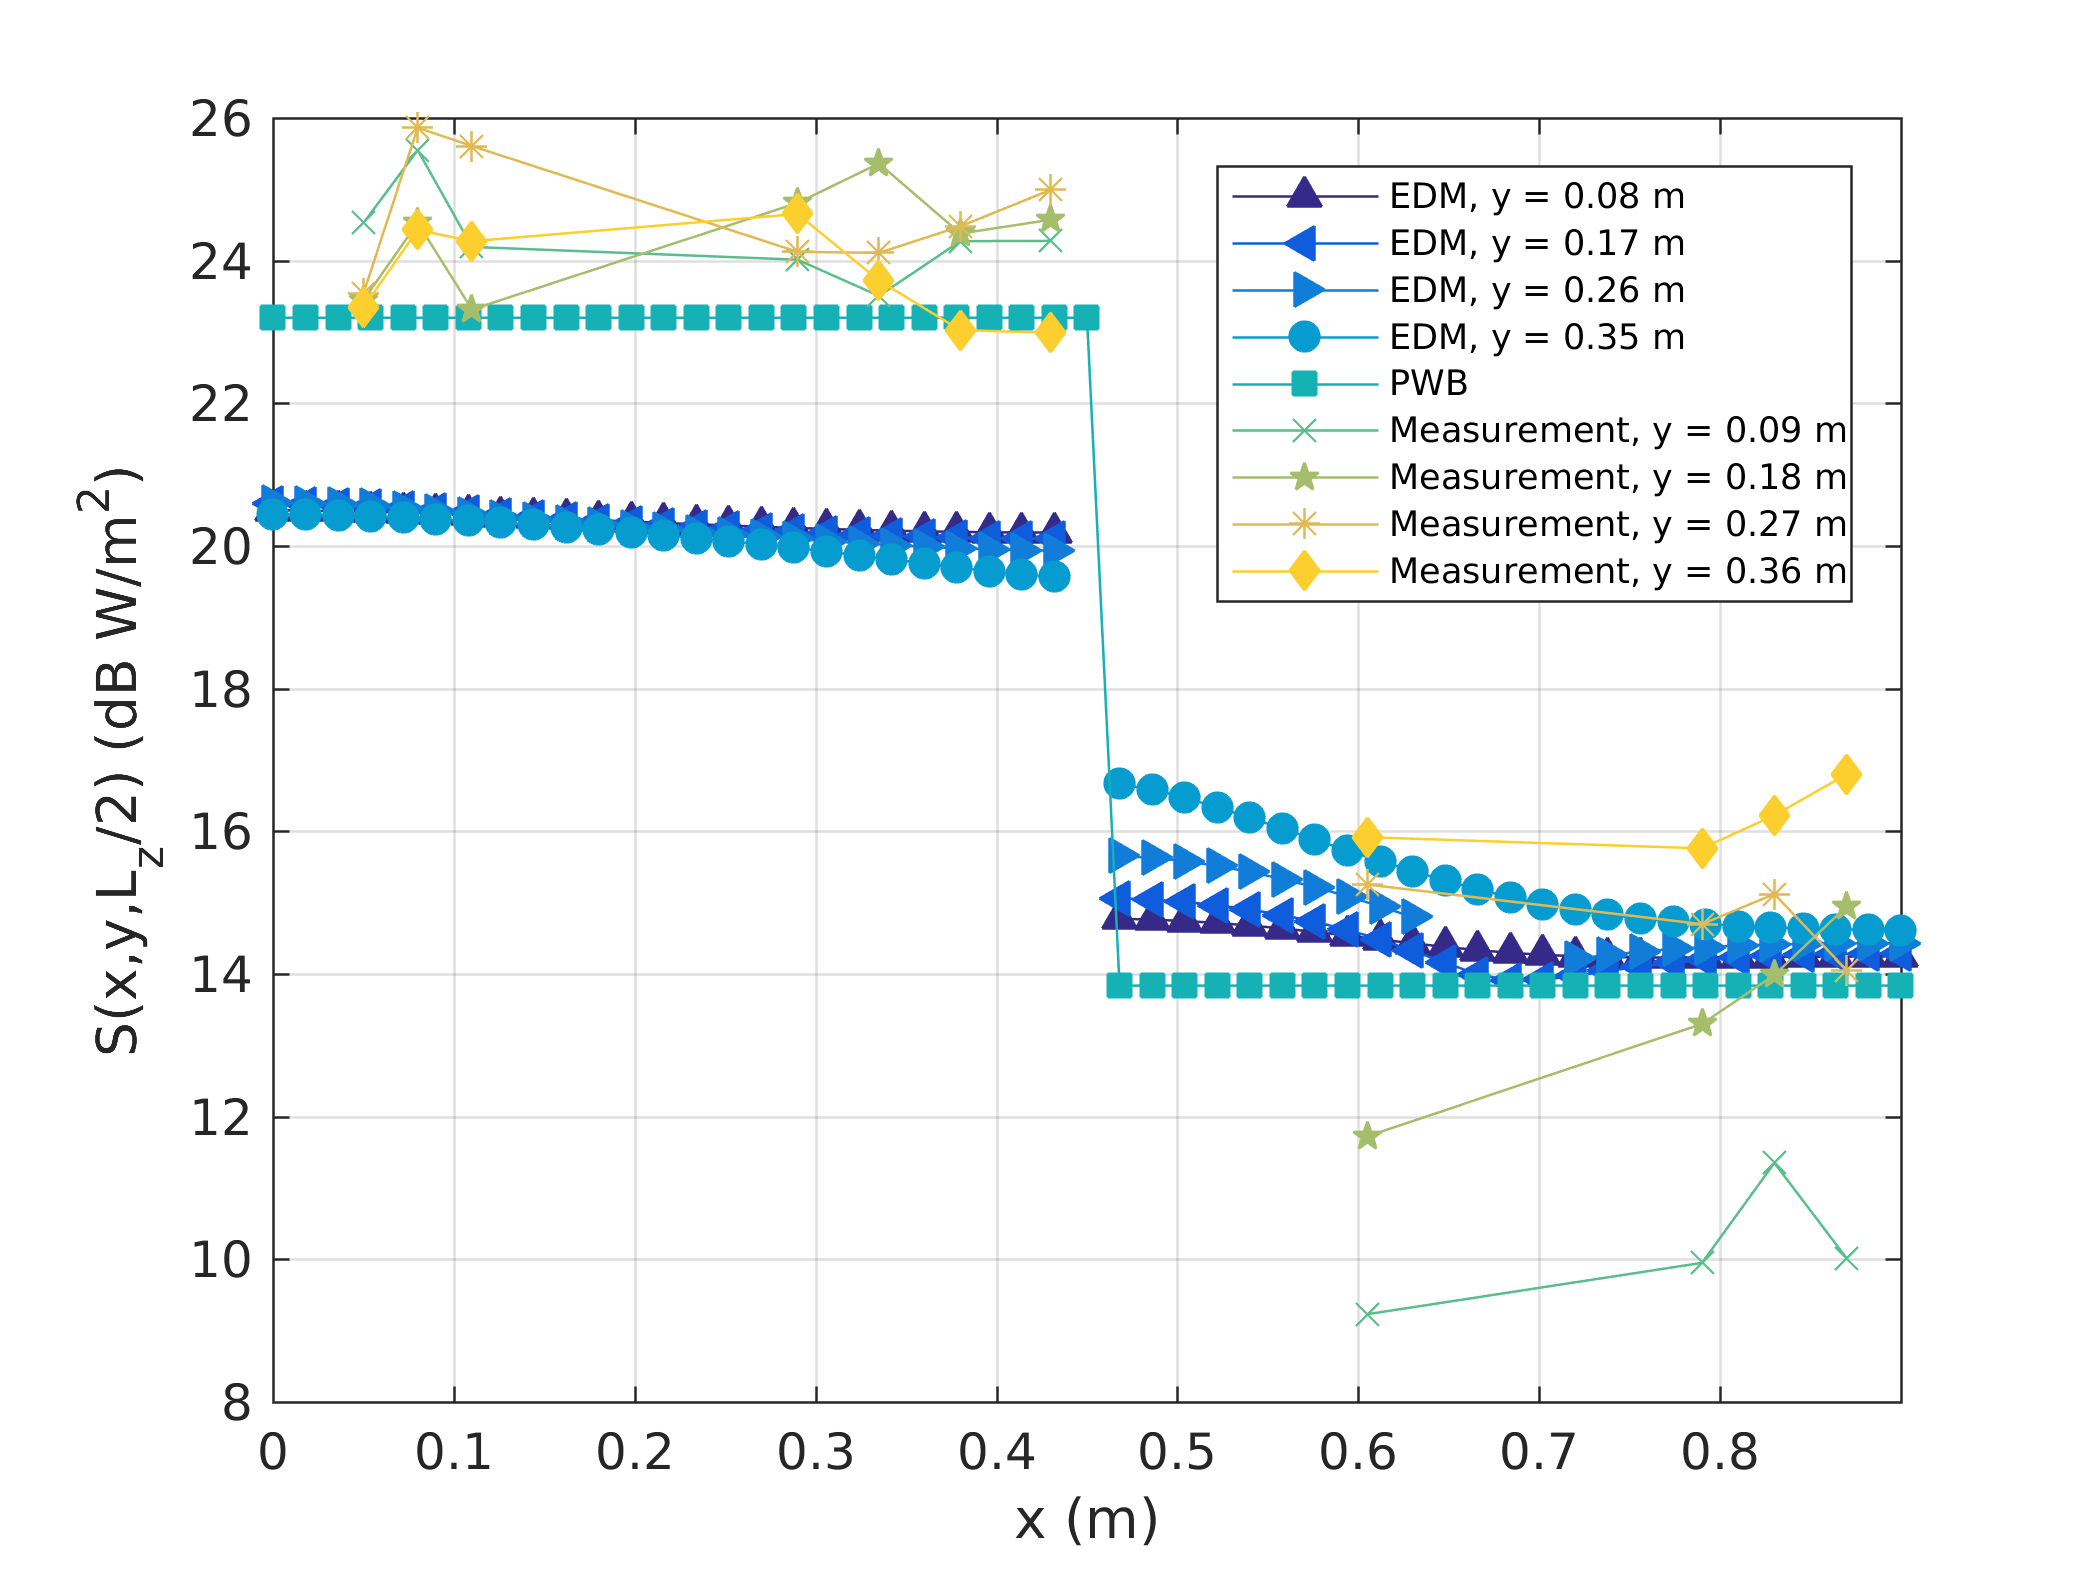 26
24
22
20
18
16
14
12
10
8
0 0.1 0.2 0.3 0.4 0.5 0.6 0.7 0.8
x (m)
S(x,y,L_z/2) (dB W/m^2)
EDM, y = 0.08 m
EDM, y = 0.17 m
EDM, y = 0.26 m
EDM, y = 0.35 m
PWB
Measurement, y = 0.09 m
Measurement, y = 0.18 m
Measurement, y = 0.27 m
Measurement, y = 0.36 m